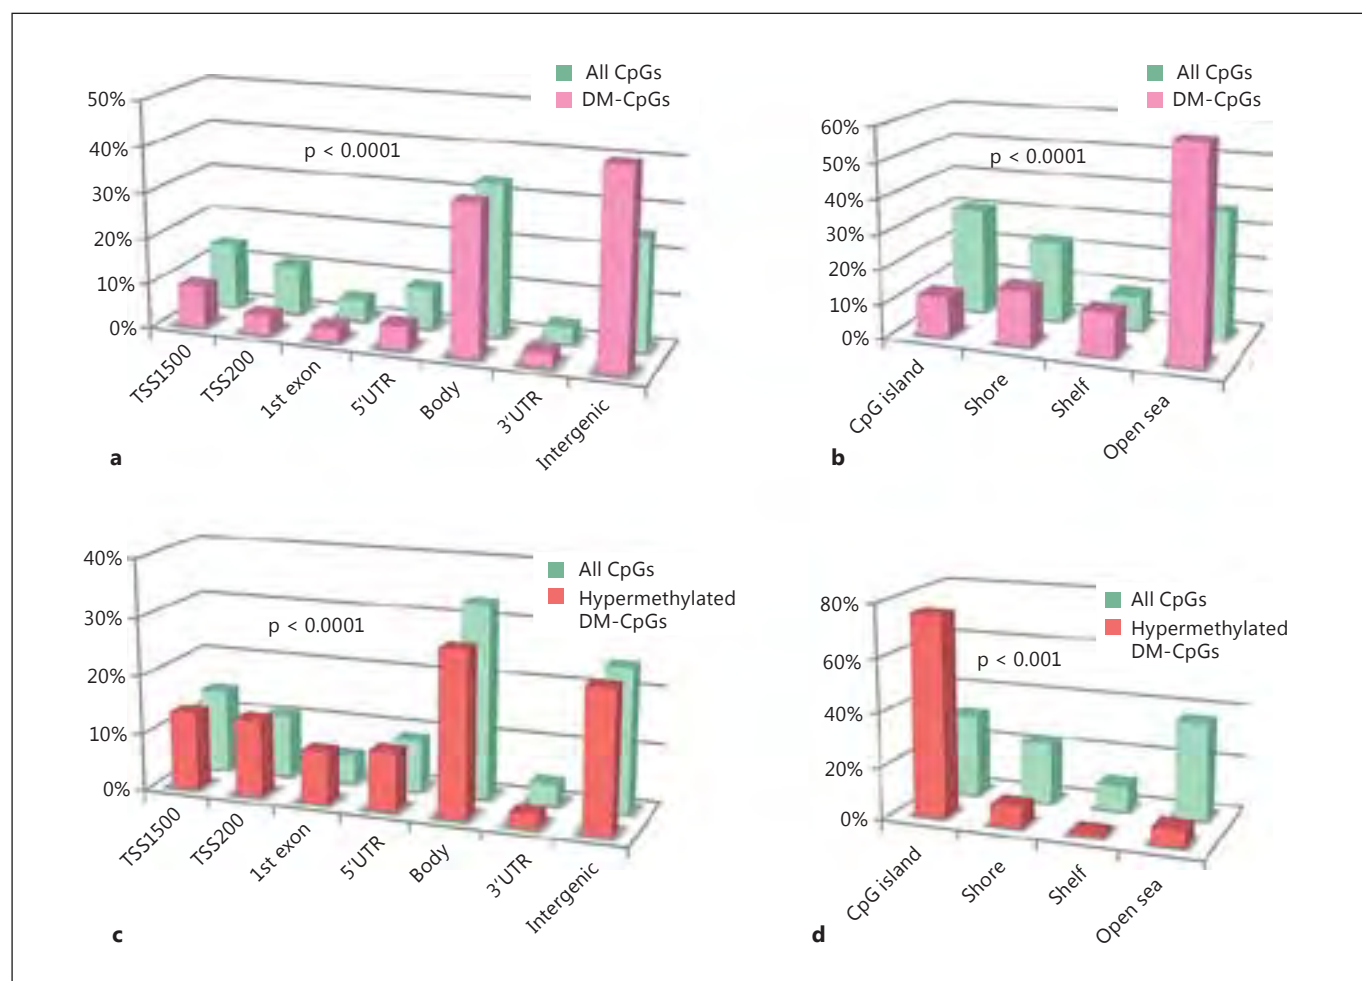 All CpGs
DM-CpGs
50%
40%
30%
20%
10%
0%
p < 0.0001
TSS1500
TSS200
1st exon
5'UTR
Body
3'UTR
Intergenic
a
All CpGs
DM-CpGs
60%
50%
40%
30%
20%
10%
0%
p < 0.0001
CpG island
Shore
Shelf
Open sea
b
All CpGs
Hypermethylated
DM-CpGs
40%
30%
20%
10%
0%
p < 0.0001
TSS1500
TSS200
1st exon
5'UTR
Body
3'UTR
Intergenic
c
All CpGs
Hypermethylated
DM-CpGs
80%
60%
40%
20%
0%
p < 0.001
CpG island
Shore
Shelf
Open sea
d